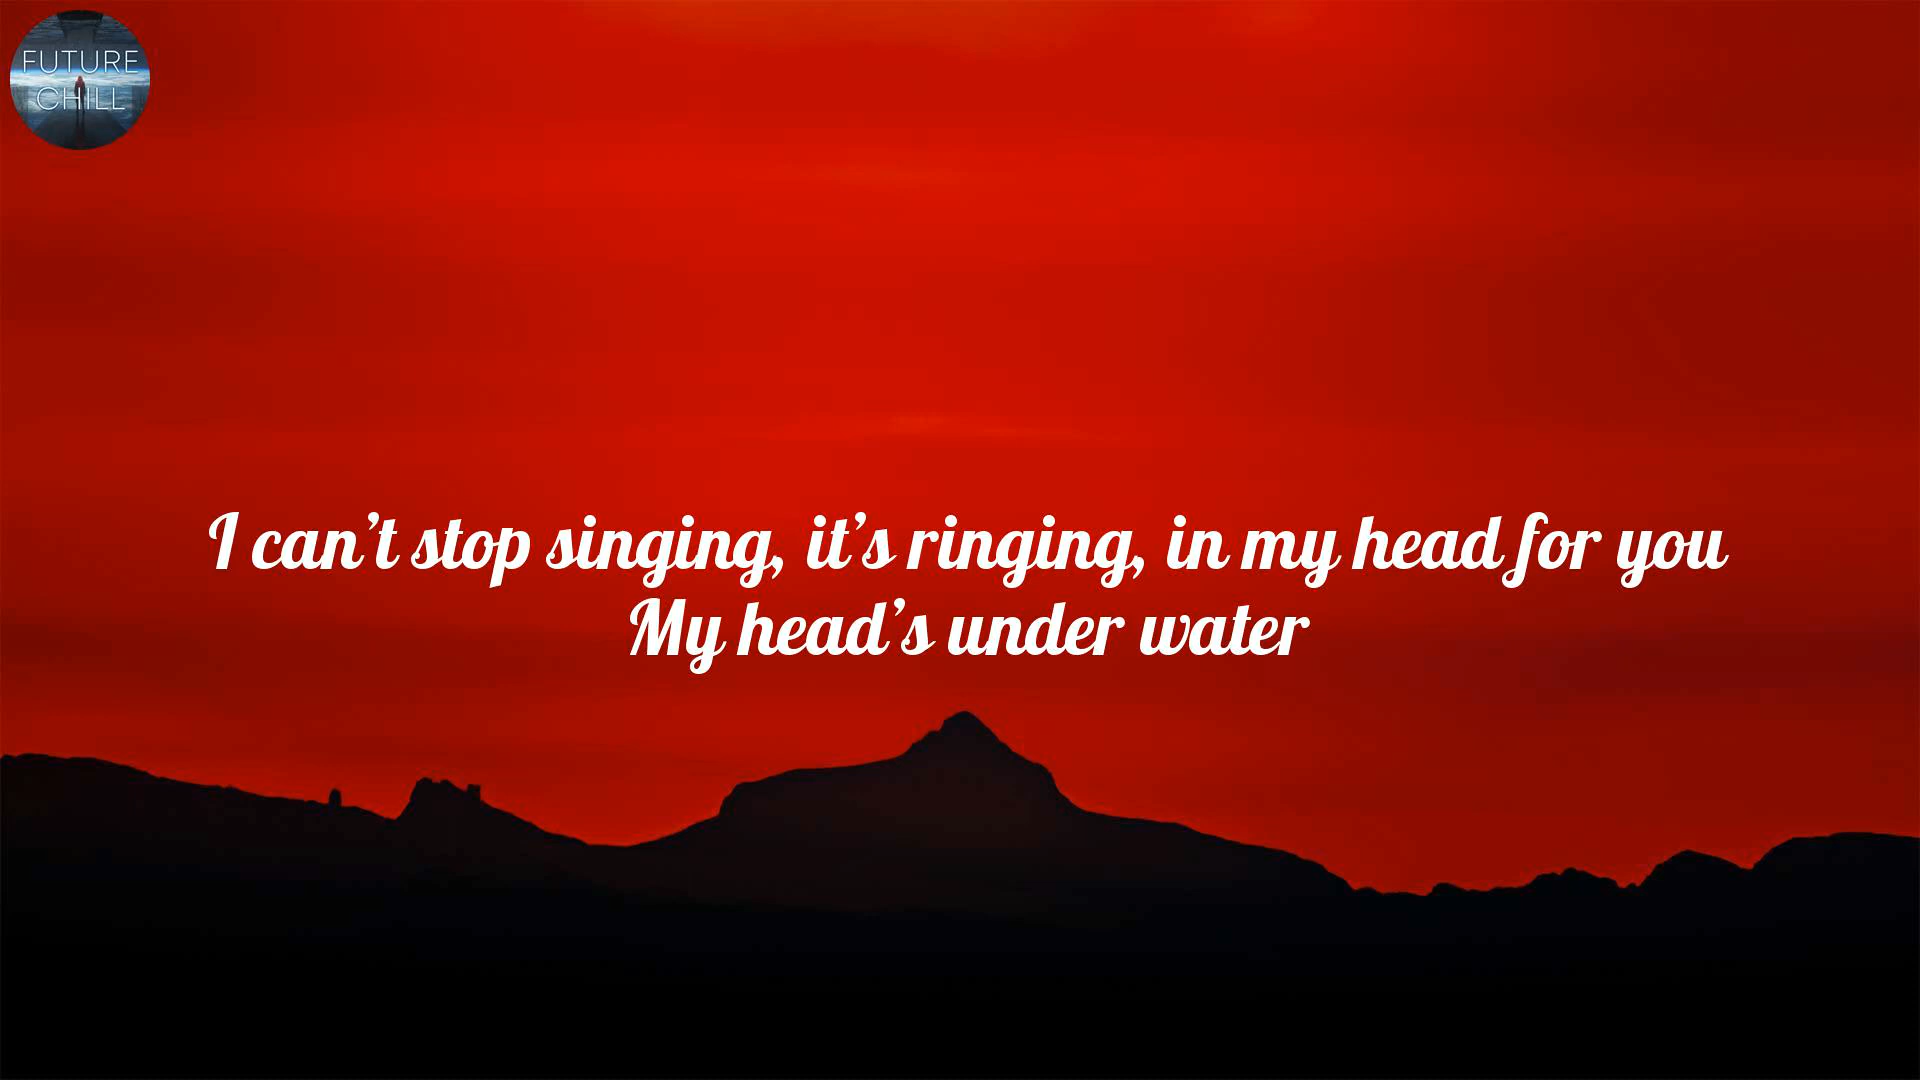 FUTURE
CHILL
I can’t stop singing, it’s ringing, in my head for you
My head’s under water